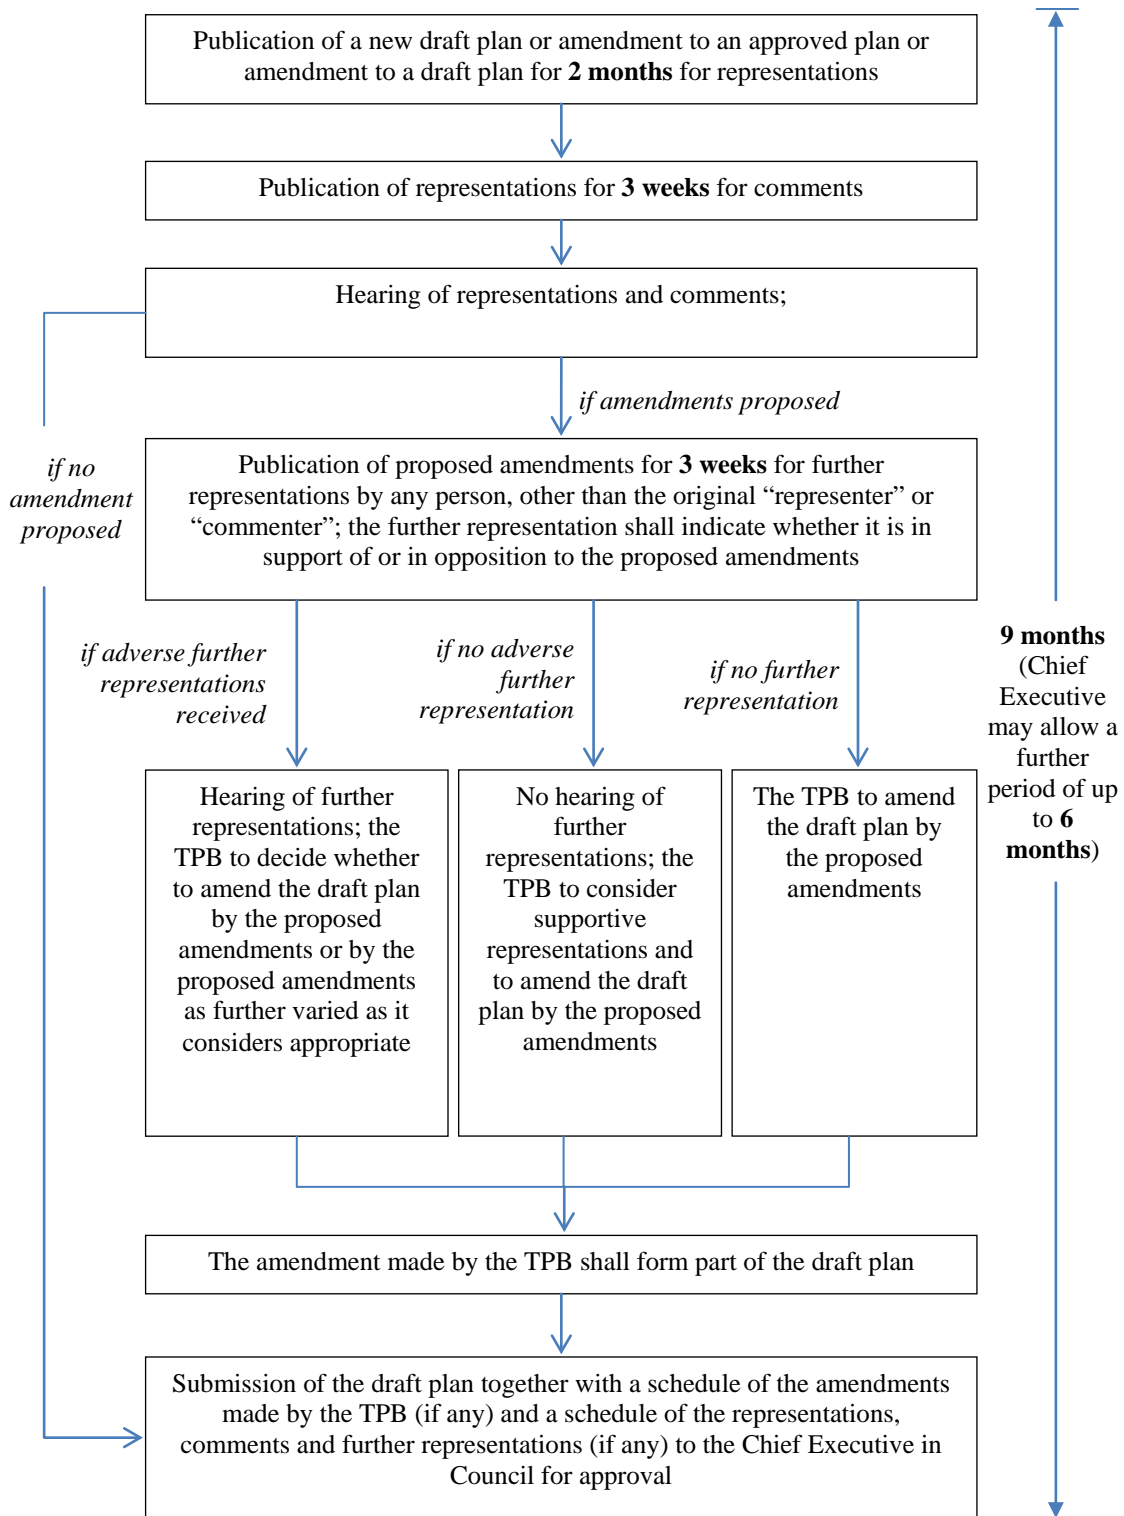 Publication of a new draft plan or amendment to an approved plan or
amendment to a draft plan for 2 months for representations
Publication of representations for 3 weeks for comments
Hearing of representations and comments;
if amendments proposed
if no
amendment
proposed
Publication of proposed amendments for 3 weeks for further
representations by any person, other than the original “representer” or
“commenter”; the further representation shall indicate whether it is in
support of or in opposition to the proposed amendments
if adverse further
representations
received
if no adverse
further
representation
if no further
representation
9 months
(Chief
Executive
may allow a
further
period of up
to 6
months)
Hearing of further
representations; the
TPB to decide whether
to amend the draft plan
by the proposed
amendments or by the
proposed amendments
as further varied as it
considers appropriate
No hearing of
further
representations; the
TPB to consider
supportive
representations and
to amend the draft
plan by the proposed
amendments
The TPB to amend
the draft plan by
the proposed
amendments
The amendment made by the TPB shall form part of the draft plan
Submission of the draft plan together with a schedule of the amendments
made by the TPB (if any) and a schedule of the representations,
comments and further representations (if any) to the Chief Executive in
Council for approval